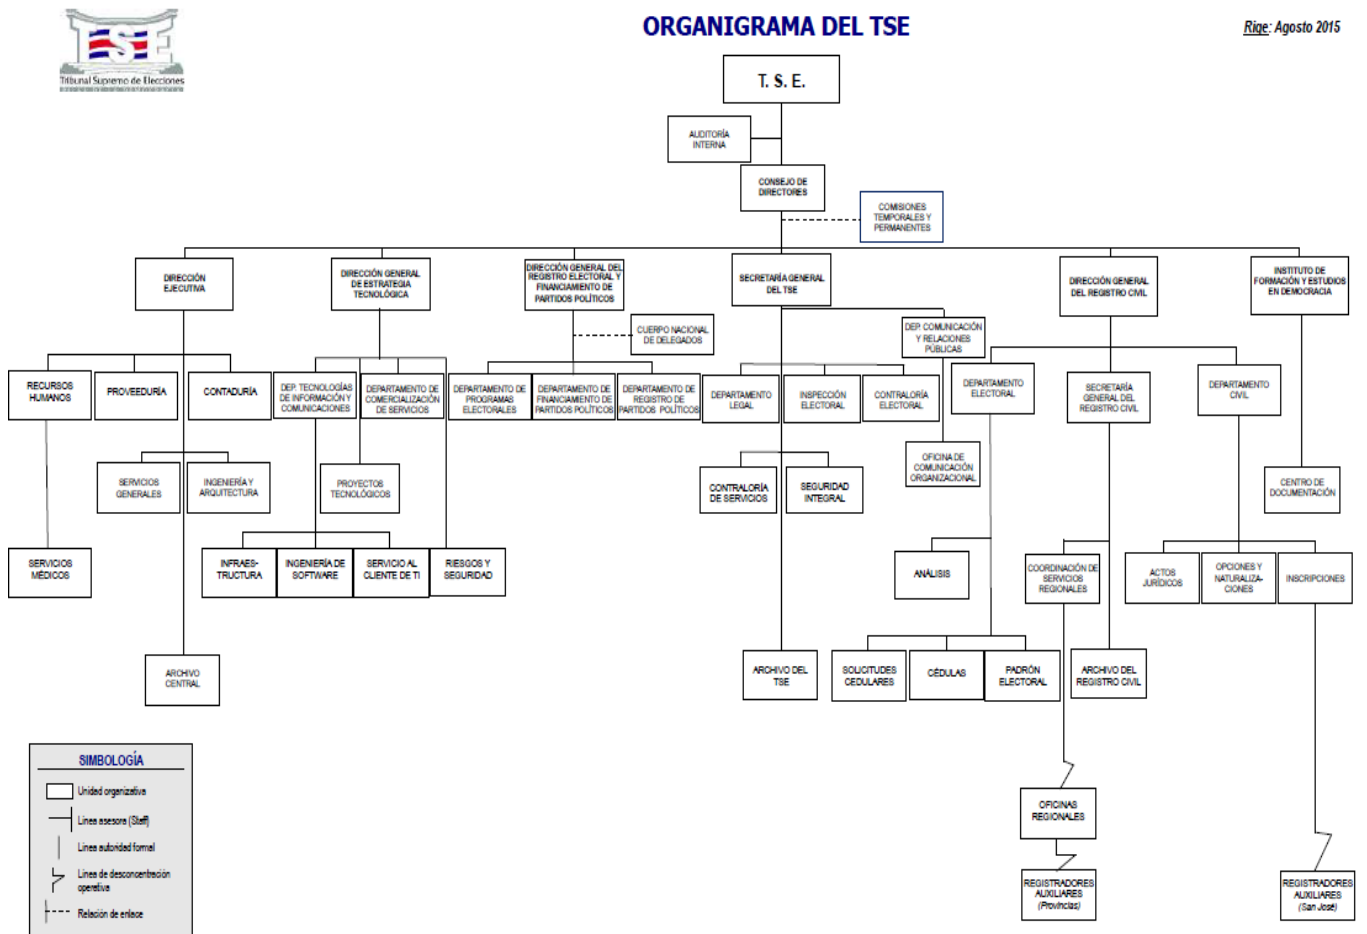 ORGANIGRAMA DEL TSE
Rige: Agosto 2015
TSE
Tribunal Supremo de Elecciones
T. S. E.
AUDITORÍA
INTERNA
CONSEJO DE
DIRECTORES
COMISIONES
TEMPORALES Y
PERMANENTES
DIRECCIÓN
EJECUTIVA
DIRECCIÓN GENERAL
DE ESTRATEGIA
TECNOLÓGICA
DIRECCIÓN GENERAL DEL
REGISTRO ELECTORAL Y
FINANCIAMIENTO DE
PARTIDOS POLÍTICOS
SECRETARÍA GENERAL
DEL TSE
DIRECCIÓN GENERAL
DEL REGISTRO CIVIL
INSTITUTO DE
FORMACIÓN Y ESTUDIOS
EN DEMOCRACIA
CUERPO NACIONAL
DE DELEGADOS
DEP. COMUNICACIÓN
Y RELACIONES
PÚBLICAS
RECURSOS
HUMANOS
PROVEEDURÍA
CONTADURÍA
DEP. TECNOLOGÍAS
DE INFORMACIÓN Y
COMUNICACIONES
DEPARTAMENTO DE
COMERCIALIZACIÓN
DE SERVICIOS
DEPARTAMENTO DE
PROGRAMAS
ELECTORALES
DEPARTAMENTO DE
FINANCIAMIENTO DE
PARTIDOS POLÍTICOS
DEPARTAMENTO DE
REGISTRO DE
PARTIDOS POLÍTICOS
DEPARTAMENTO
LEGAL
INSPECCIÓN
ELECTORAL
CONTRALORÍA
ELECTORAL
DEPARTAMENTO
ELECTORAL
SECRETARÍA
GENERAL DEL
REGISTRO CIVIL
DEPARTAMENTO
CIVIL
SERVICIOS
GENERALES
INGENIERÍA Y
ARQUITECTURA
PROYECTOS
TECNOLÓGICOS
CONTRALORÍA
DE SERVICIOS
SEGURIDAD
INTEGRAL
OFICINA DE
COMUNICACIÓN
ORGANIZACIONAL
CENTRO DE
DOCUMENTACIÓN
SERVICIOS
MÉDICOS
INFRAES-
TRUCTURA
INGENIERÍA DE
SOFTWARE
SERVICIO AL
CLIENTE DE TI
RIESGOS Y
SEGURIDAD
ANÁLISIS
COORDINACIÓN DE
SERVICIOS
REGIONALES
ACTOS
JURÍDICOS
OPCIONES Y
NATURALIZA-
CIONES
INSCRIPCIONES
ARCHIVO
CENTRAL
ARCHIVO DEL
TSE
SOLICITUDES
CEDULARES
CÉDULAS
PADRÓN
ELECTORAL
ARCHIVO DEL
REGISTRO CIVIL
OFICINAS
REGIONALES
REGISTRADORES
AUXILIARES
(Provincias)
REGISTRADORES
AUXILIARES
(San José)
SIMBOLOGÍA
Unidad organizativa
Línea asesora (Staff)
Línea autoridad formal
Línea de desconcentración
operativa
Relación de enlace